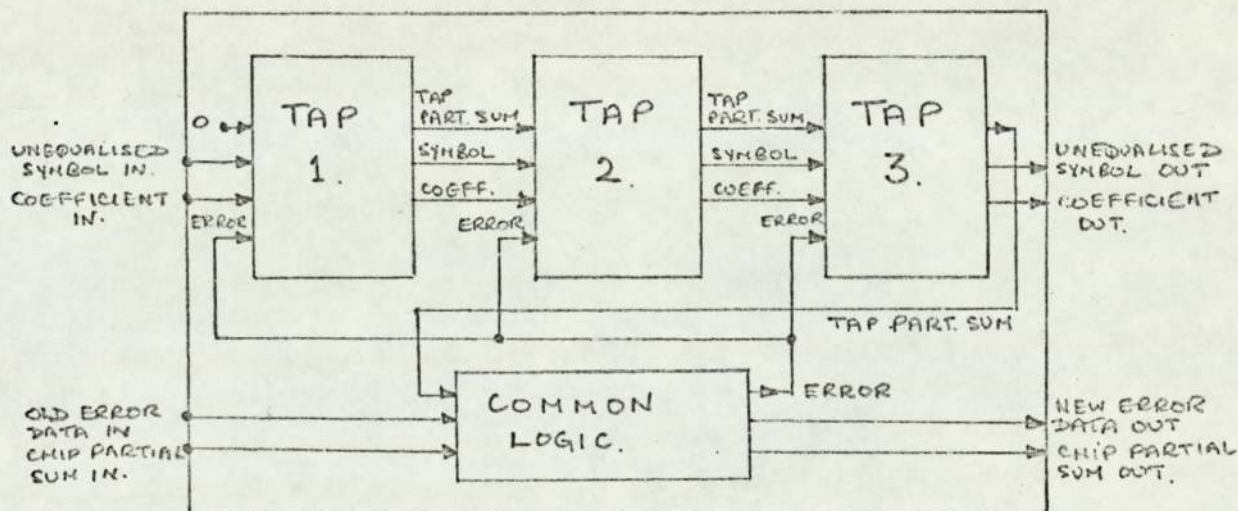 TAP
1.
TAP
PART. SUM
SYMBOL
COEFF.
TAP
2.
TAP
PART. SUM
SYMBOL
COEFF.
TAP
3.
O
UNEQUALISED
SYMBOL IN.
COEFFICIENT
IN.
ERROR
ERROR
ERROR
UNEQUALISED
SYMBOL OUT
COEFFICIENT
OUT.
TAP PART. SUM
OLD ERROR
DATA IN
CHIP PARTIAL
SUM IN.
COMMON
LOGIC.
ERROR
NEW ERROR
DATA OUT
CHIP PARTIAL
SUM OUT.